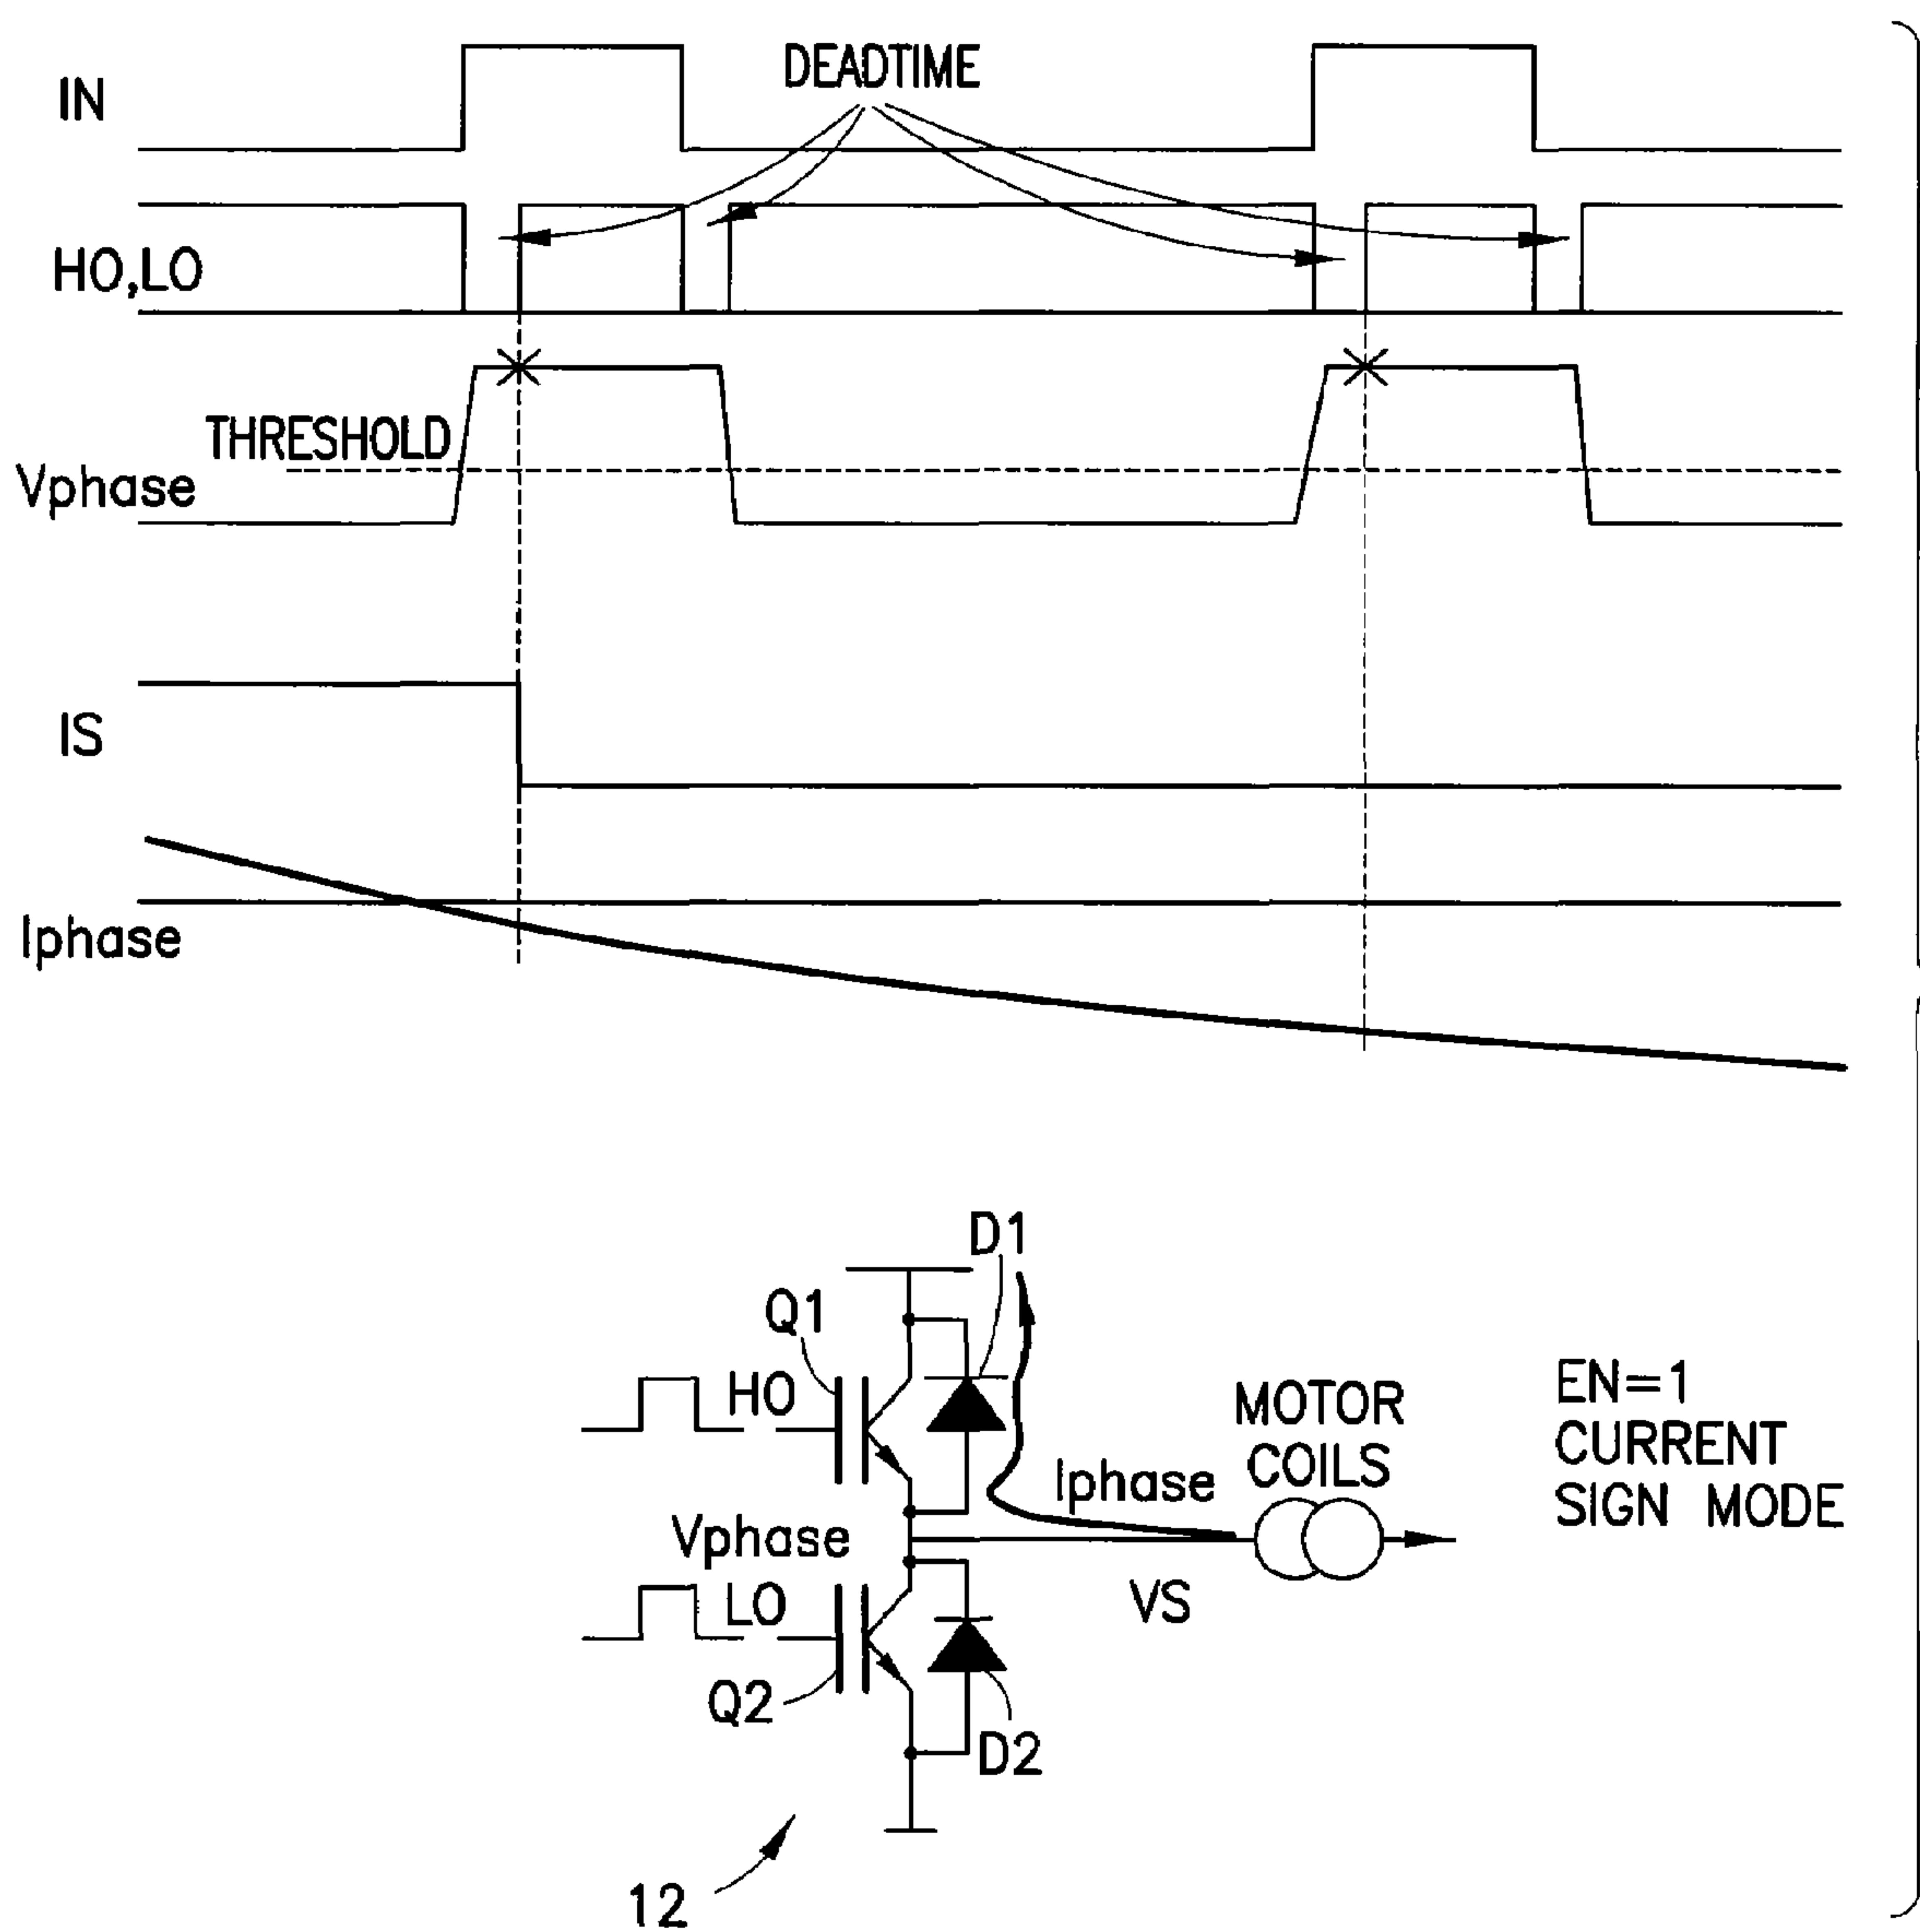 DEADTIME
IN
HO,LO
THRESHOLD
Vphase
IS
Iphase
D1
Q1
HO
MOTOR
COILS
EN=1
CURRENT
SIGN MODE
Iphase
Vphase
LO
VS
Q2
D2
12